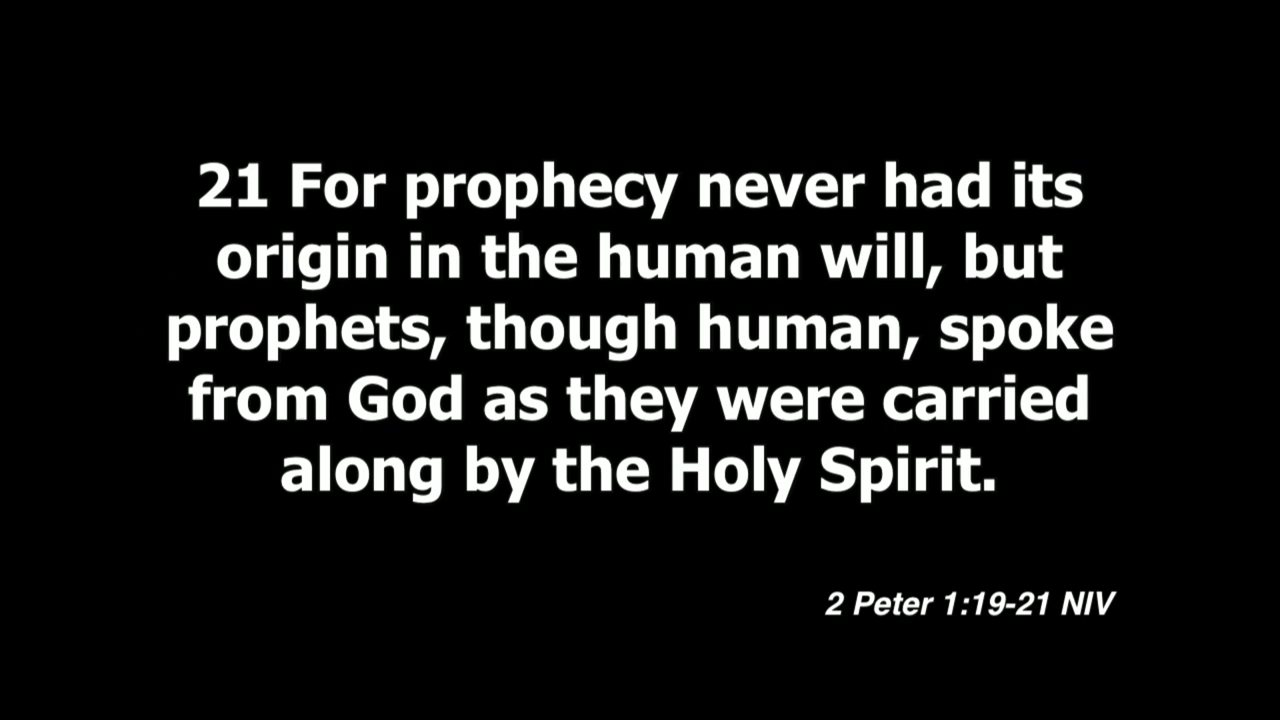 21 For prophecy never had its
origin in the human will, but
prophets, though human, spoke
from God as they were carried
along by the Holy Spirit.
2 Peter 1:19-21 NIV